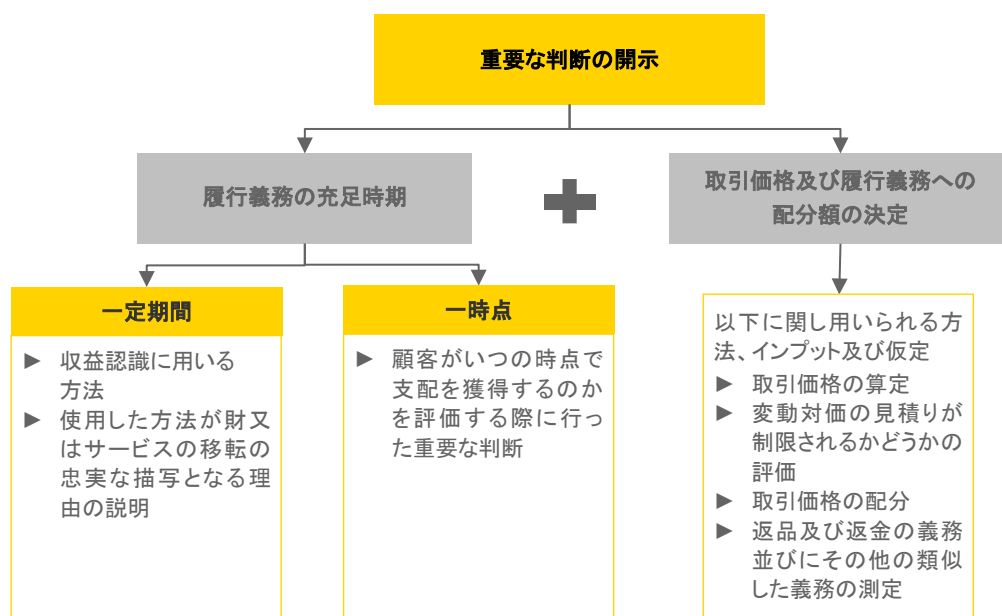 重要な判断の開示
履行義務の充足時期
取引価格及び履行義務への
配分額の決定
一定期間
► 収益認識に用いる
方法
► 使用した方法が財又
はサービスの移転の
忠実な描写となる理
由の説明
一時点
► 顧客がいつの時点で
支配を獲得するのか
を評価する際に行っ
た重要な判断
以下に関し用いられる方
法、インプット及び仮定
► 取引価格の算定
► 変動対価の見積りが
制限されるかどうかの
評価
► 取引価格の配分
► 返品及び返金の義務
並びにその他の類似
した義務の測定